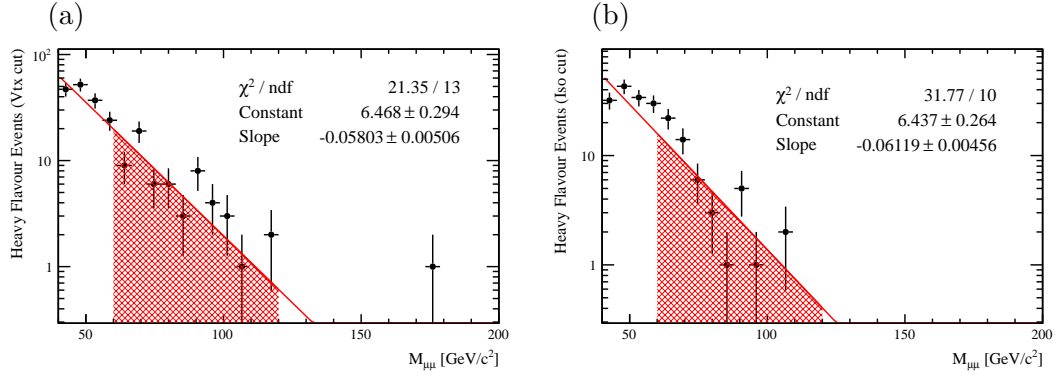 (a)
Heavy Flavour Events (Vtx cut)
10²
10
1
χ² / ndf 21.35 / 13
Constant 6.468 ± 0.294
Slope -0.05803 ± 0.00506
50 100 150 200
M_μμ [GeV/c²]
(b)
Heavy Flavour Events (Iso cut)
10
1
χ² / ndf 31.77 / 10
Constant 6.437 ± 0.264
Slope -0.06119 ± 0.00456
50 100 150 200
M_μμ [GeV/c²]